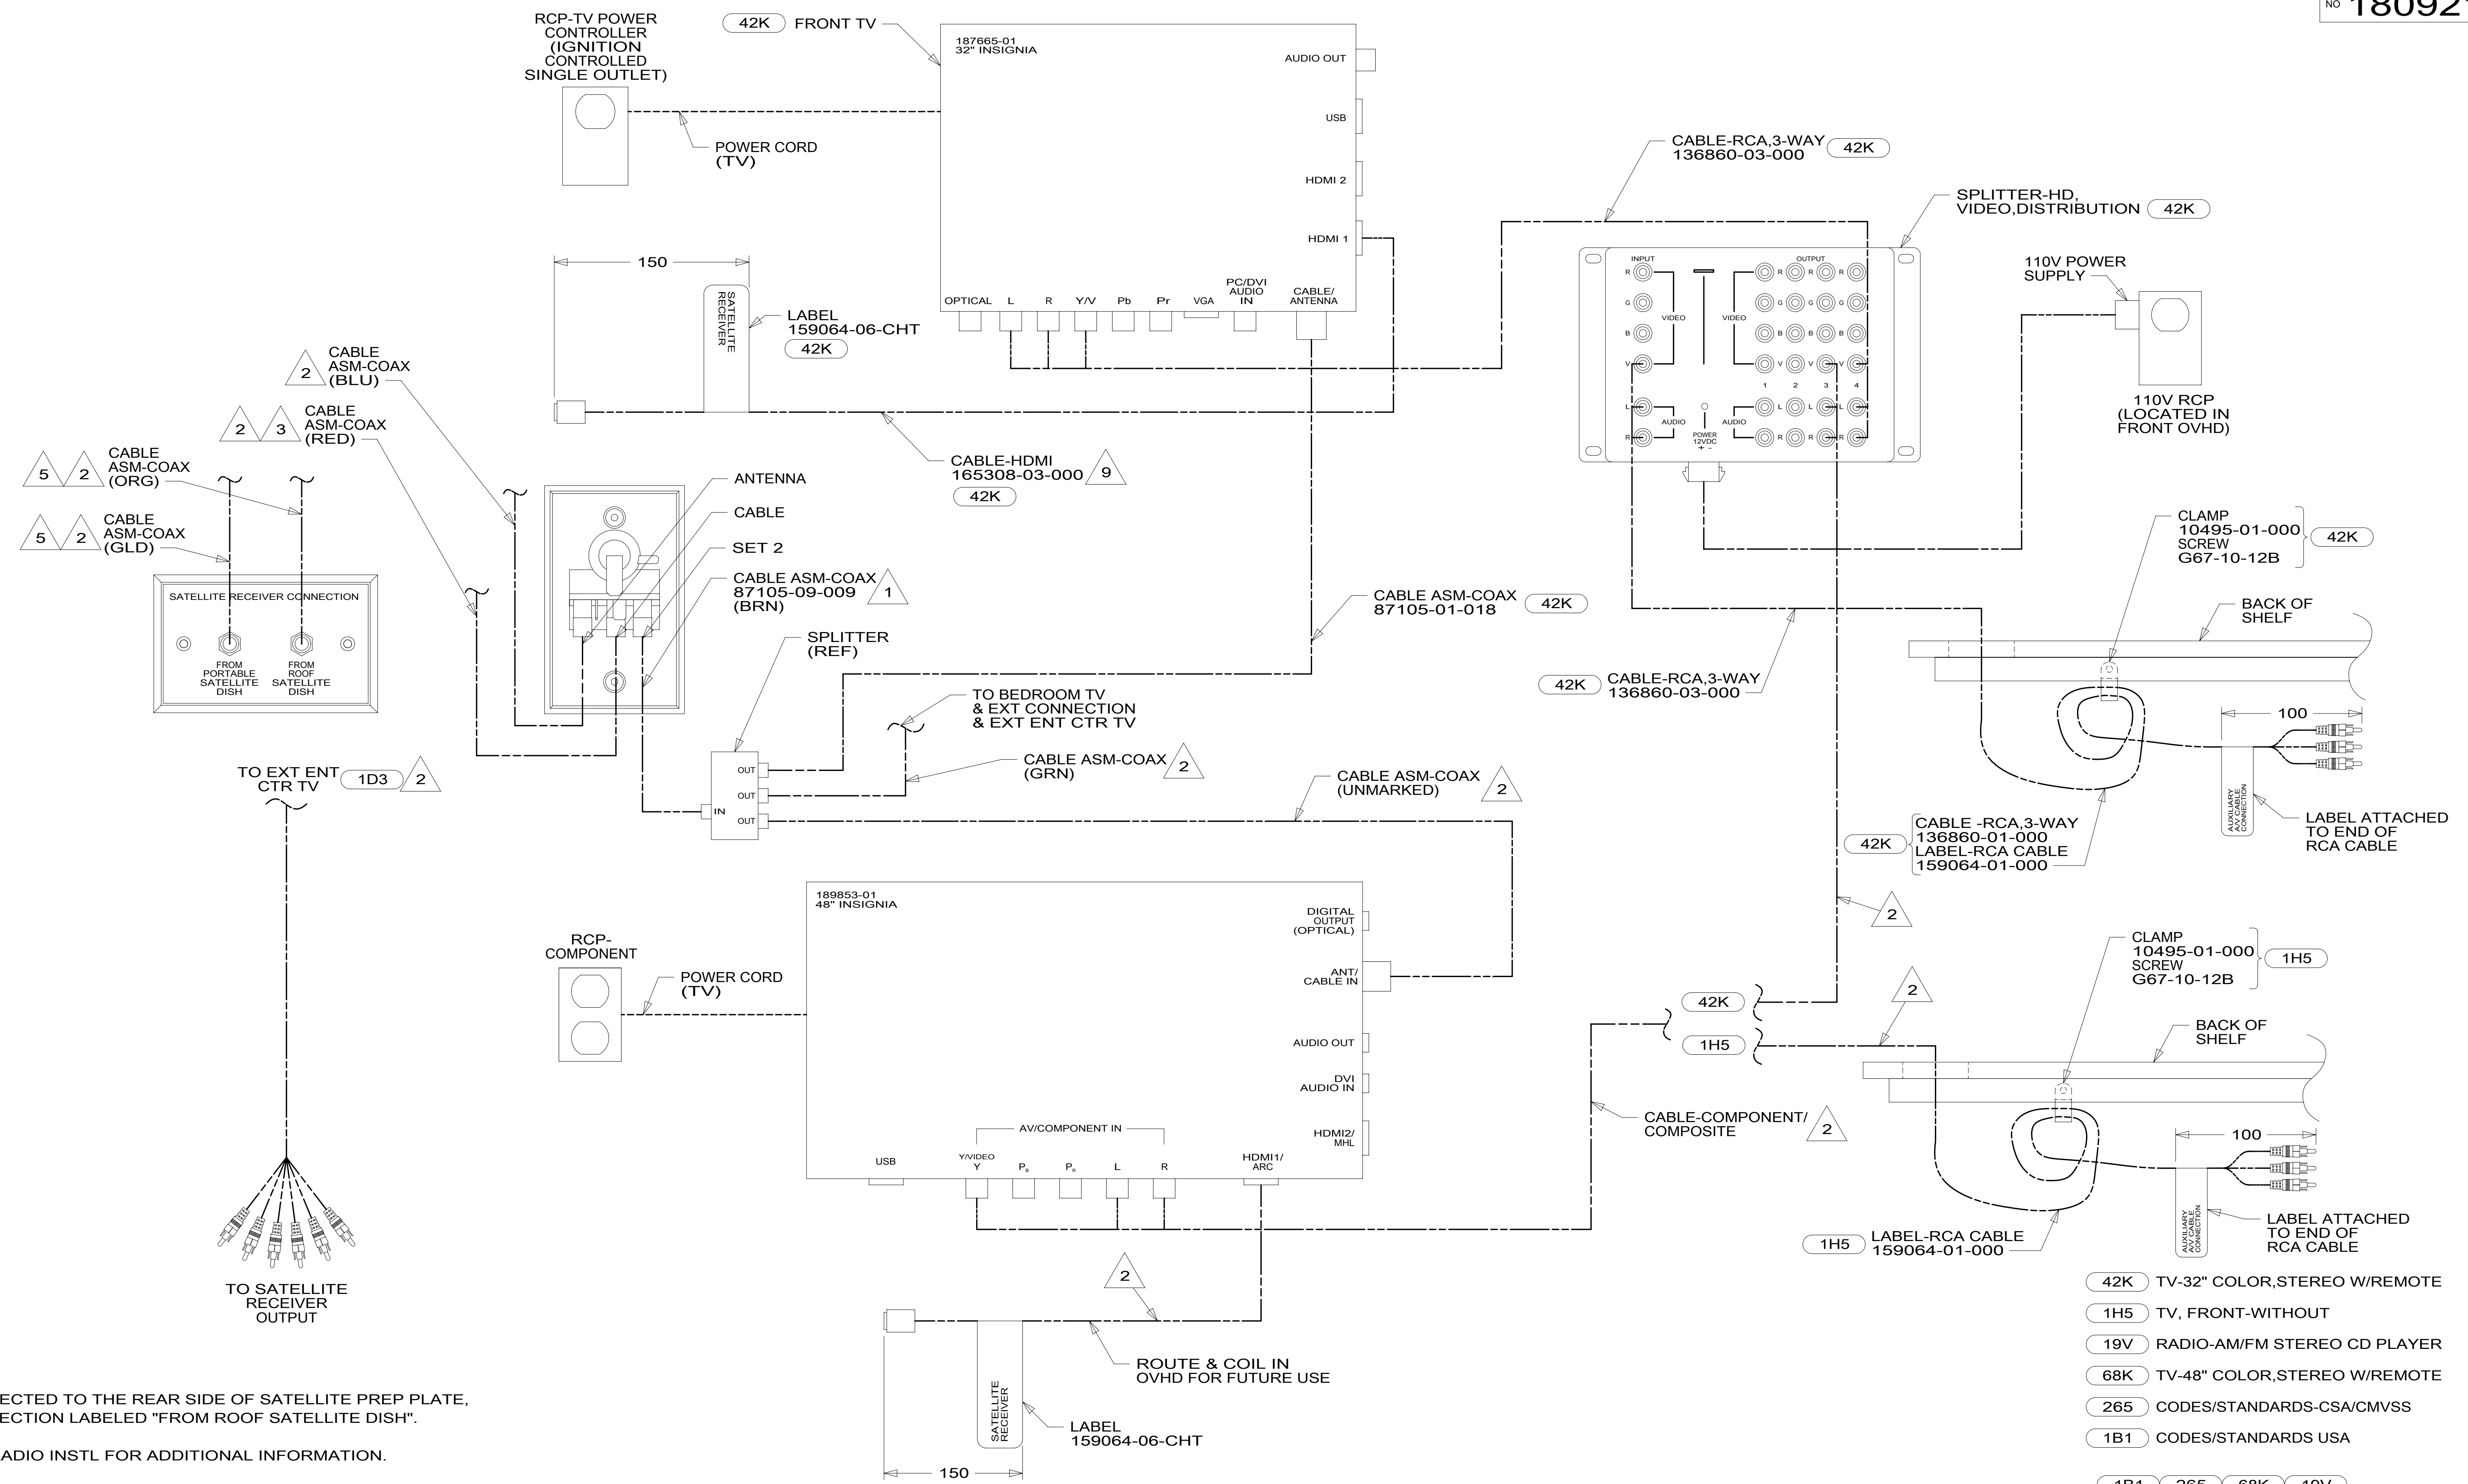 NO 180921
RCP-TV POWER
CONTROLLER
(IGNITION
CONTROLLED
SINGLE OUTLET)
42K FRONT TV
187665-01
32" INSIGNIA
AUDIO OUT
USB
HDMI 2
HDMI 1
OPTICAL L R Y/V Pb Pr VGA
PC/DVI
AUDIO
IN
CABLE/
ANTENNA
POWER CORD
(TV)
CABLE-RCA,3-WAY
136860-03-000
42K
SPLITTER-HD,
VIDEO,DISTRIBUTION
42K
INPUT OUTPUT
R R R R
G G G G
B B B B
V V V V
VIDEO VIDEO
1 2 3 4
L L L L
R R R R
AUDIO AUDIO
POWER
12VDC
+ -
110V POWER
SUPPLY
110V RCP
(LOCATED IN
FRONT OVHD)
150
SATELLITE
RECEIVER
LABEL
159064-06-CHT
42K
2 CABLE
ASM-COAX
(BLU)
2 3 CABLE
ASM-COAX
(RED)
5 2 CABLE
ASM-COAX
(ORG)
5 2 CABLE
ASM-COAX
(GLD)
SATELLITE RECEIVER CONNECTION
FROM
PORTABLE
SATELLITE
DISH
FROM
ROOF
SATELLITE
DISH
CABLE-HDMI
165308-03-000
9
42K
ANTENNA
CABLE
SET 2
CABLE ASM-COAX
87105-09-009
(BRN)
1
SPLITTER
(REF)
TO BEDROOM TV
& EXT CONNECTION
& EXT ENT CTR TV
CABLE ASM-COAX
(GRN)
2
OUT
OUT
IN
OUT
CABLE ASM-COAX
87105-01-018
42K
CABLE ASM-COAX
(UNMARKED)
2
42K CABLE-RCA,3-WAY
136860-03-000
CLAMP
10495-01-000
SCREW
G67-10-12B
42K
BACK OF
SHELF
100
AUXILIARY
A/V CABLE
CONNECTION
LABEL ATTACHED
TO END OF
RCA CABLE
42K
CABLE -RCA,3-WAY
136860-01-000
LABEL-RCA CABLE
159064-01-000
2
TO EXT ENT
CTR TV
1D3 2
TO SATELLITE
RECEIVER
OUTPUT
189853-01
48" INSIGNIA
DIGITAL
OUTPUT
(OPTICAL)
ANT/
CABLE IN
AUDIO OUT
DVI
AUDIO IN
HDMI2/
MHL
AV/COMPONENT IN
USB
Y/VIDEO
Y PB PR L R
HDMI1/
ARC
RCP-
COMPONENT
POWER CORD
(TV)
42K
1H5
2
CLAMP
10495-01-000
SCREW
G67-10-12B
1H5
BACK OF
SHELF
CABLE-COMPONENT/
COMPOSITE
2
100
AUXILIARY
A/V CABLE
CONNECTION
LABEL ATTACHED
TO END OF
RCA CABLE
1H5 LABEL-RCA CABLE
159064-01-000
2
ROUTE & COIL IN
OVHD FOR FUTURE USE
SATELLITE
RECEIVER
LABEL
159064-06-CHT
150
42K TV-32" COLOR,STEREO W/REMOTE
1H5 TV, FRONT-WITHOUT
19V RADIO-AM/FM STEREO CD PLAYER
68K TV-48" COLOR,STEREO W/REMOTE
265 CODES/STANDARDS-CSA/CMVSS
1B1 CODES/STANDARDS USA
1B1 265 68K 19V
ECTED TO THE REAR SIDE OF SATELLITE PREP PLATE,
ECTION LABELED "FROM ROOF SATELLITE DISH".
ADIO INSTL FOR ADDITIONAL INFORMATION.